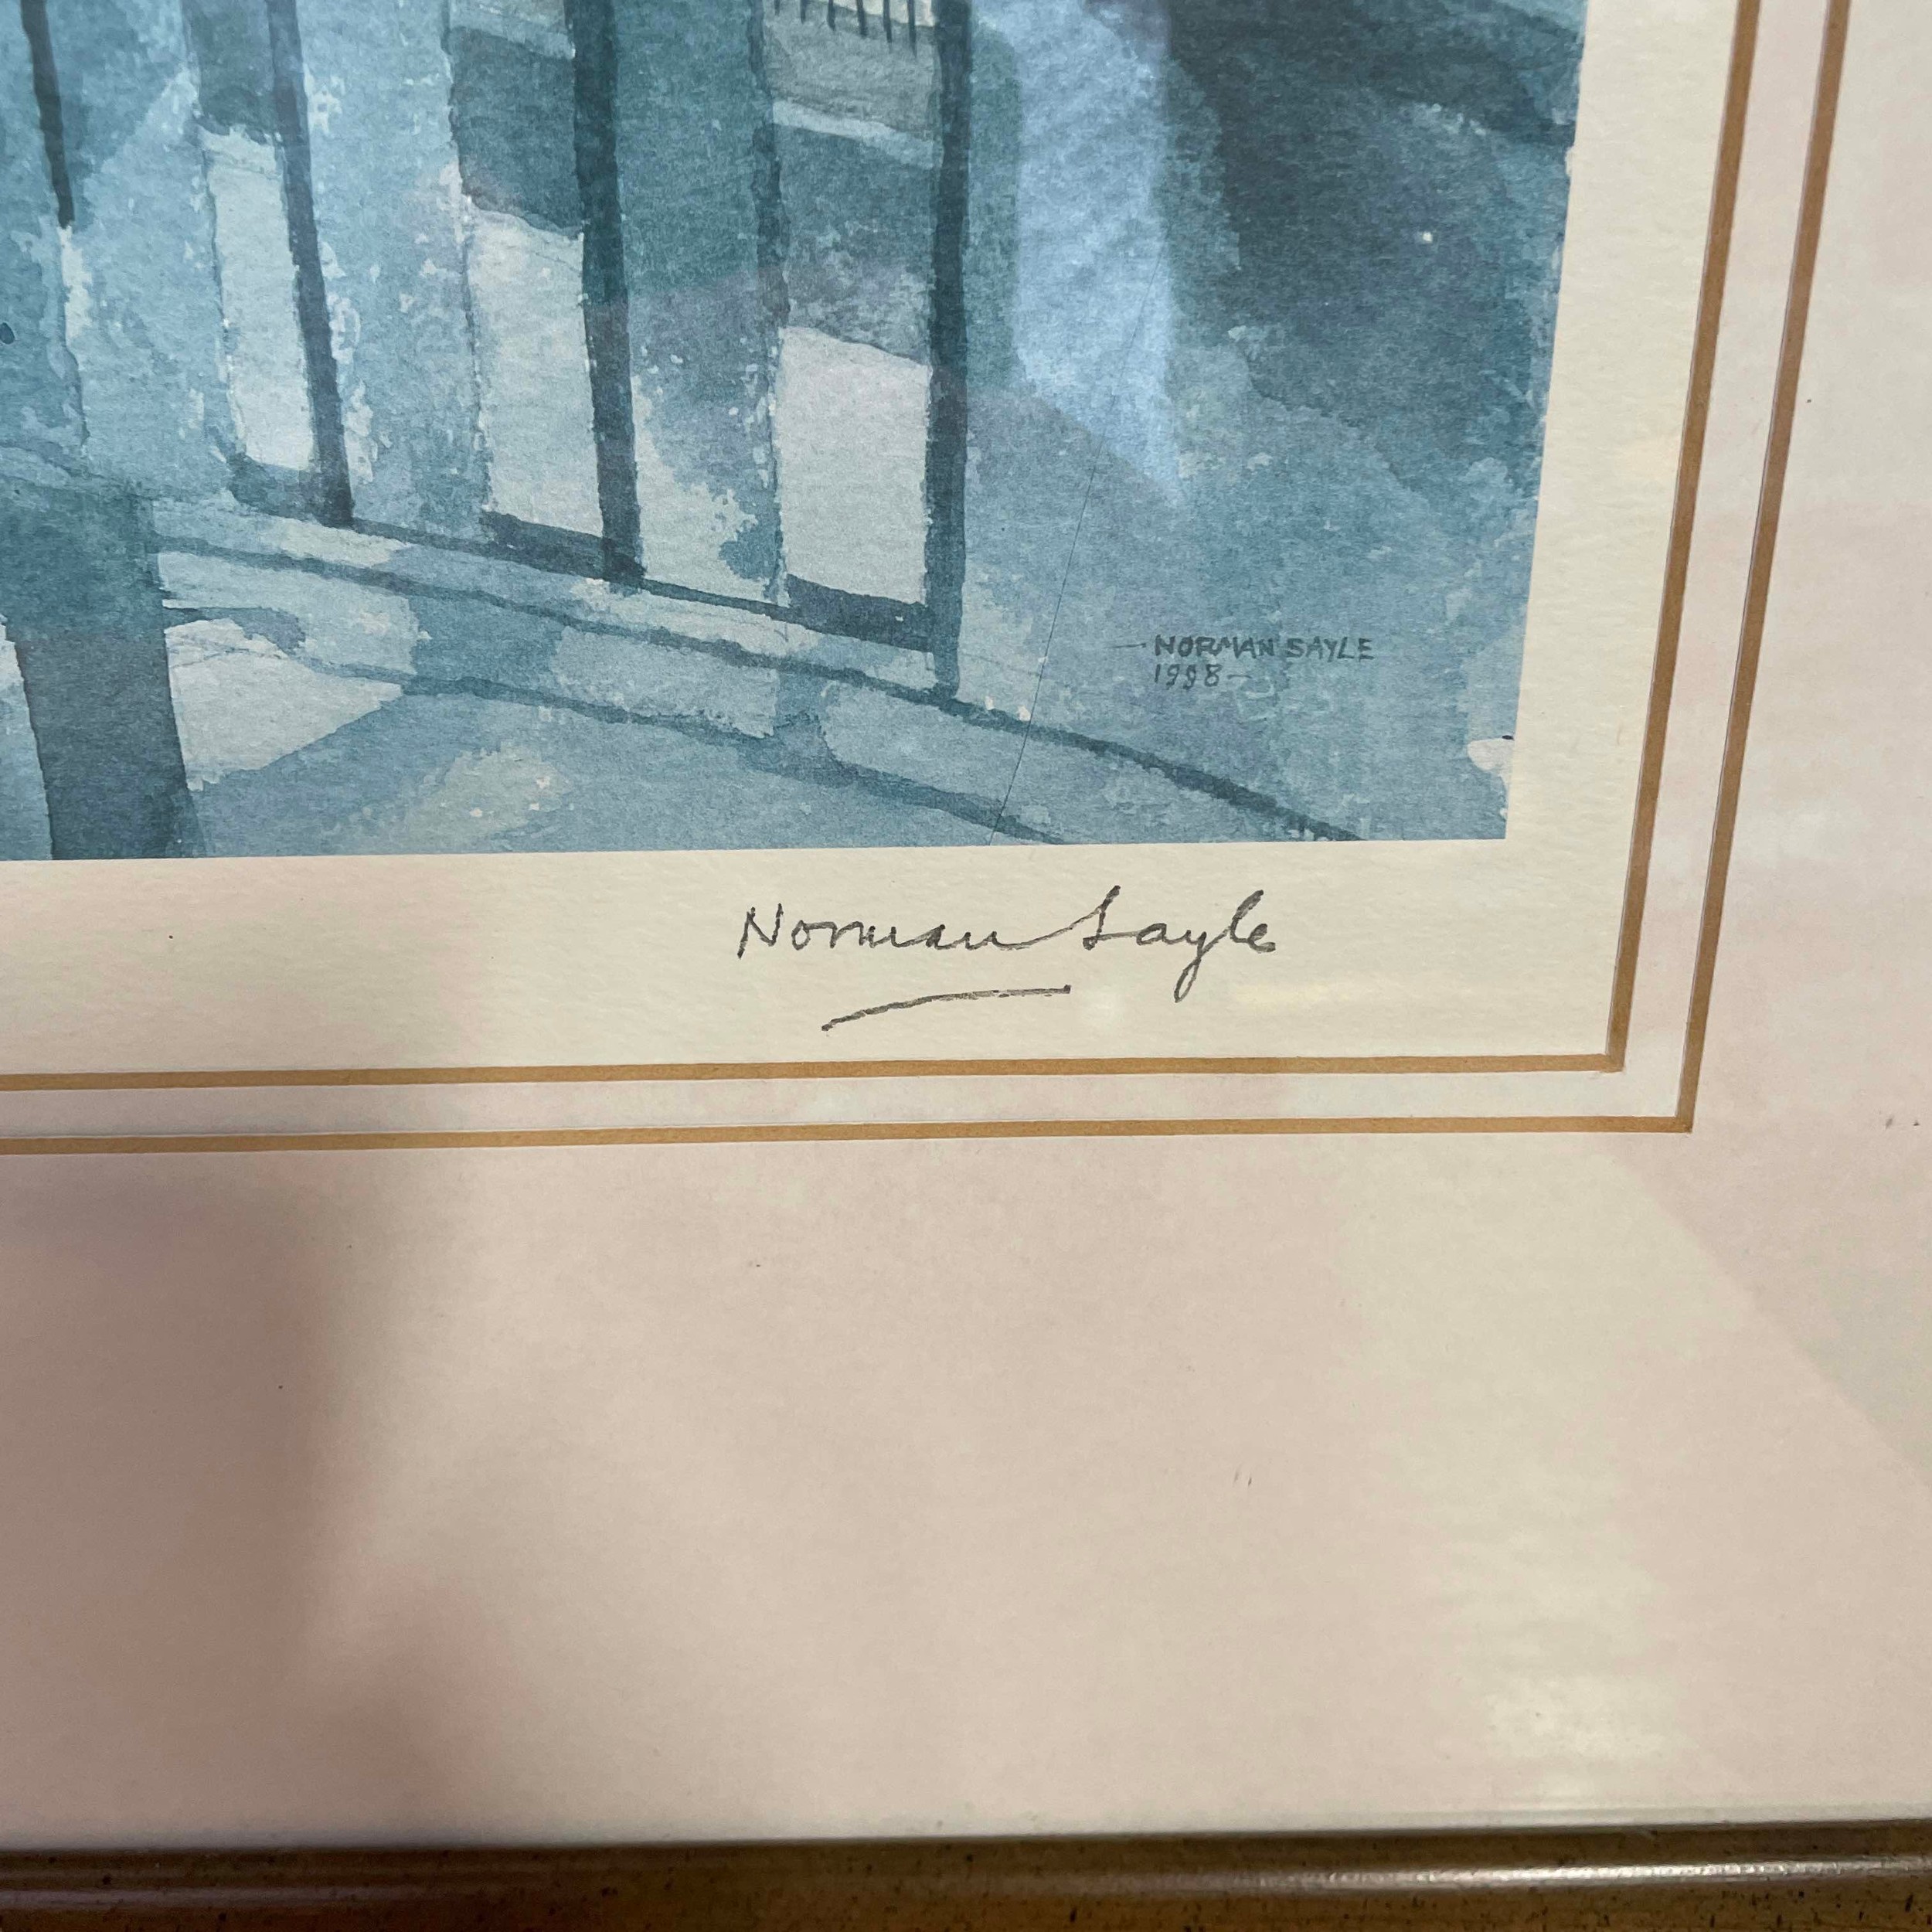 — NORMAN SAYLE
1998 —
Norman Sayle